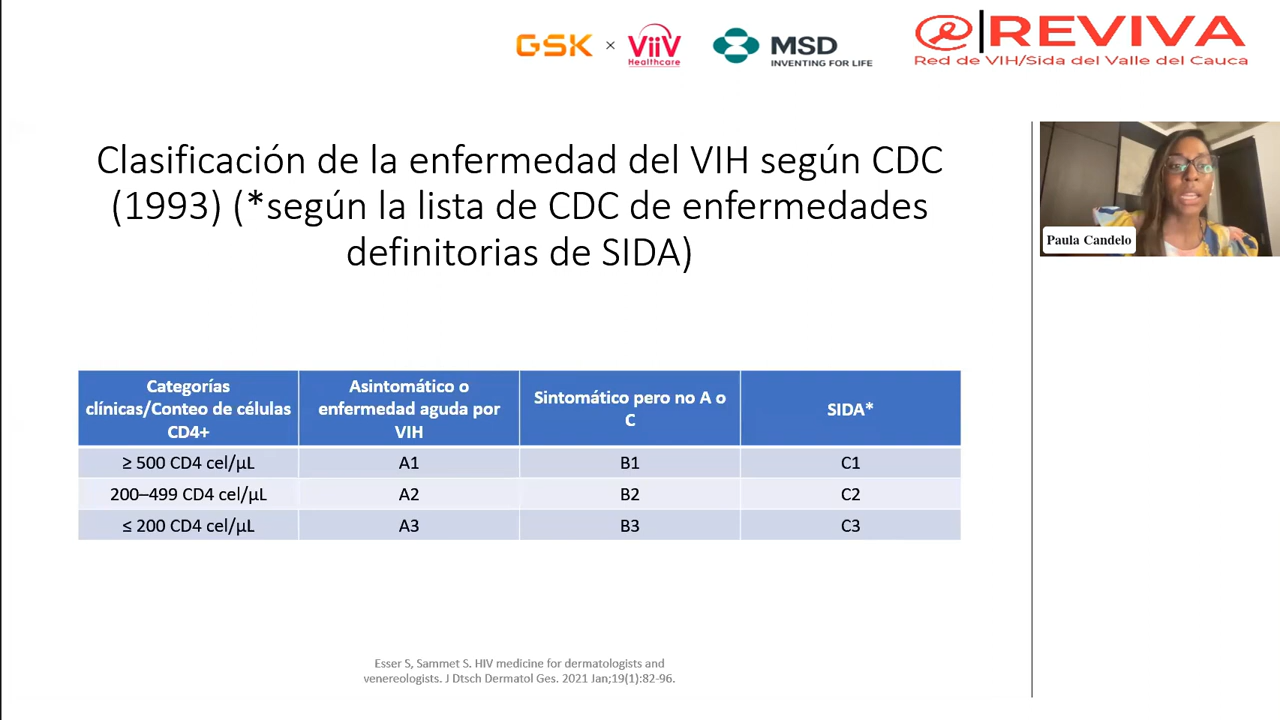 GSK × ViiV
Healthcare
MSD
INVENTING FOR LIFE
REVIVA
Red de VIH/Sida del Valle del Cauca
Clasificación de la enfermedad del VIH según CDC
(1993) (*según la lista de CDC de enfermedades
definitorias de SIDA)
Paula Candelo
Categorías
clínicas/Conteo de células
CD4+
Asintomático o
enfermedad aguda por
VIH
Sintomático pero no A o
C
SIDA*
≥ 500 CD4 cel/µL A1 B1 C1
200–499 CD4 cel/µL A2 B2 C2
≤ 200 CD4 cel/µL A3 B3 C3
Esser S, Sammet S. HIV medicine for dermatologists and
venereologists. J Dtsch Dermatol Ges. 2021 Jan;19(1):82-96.